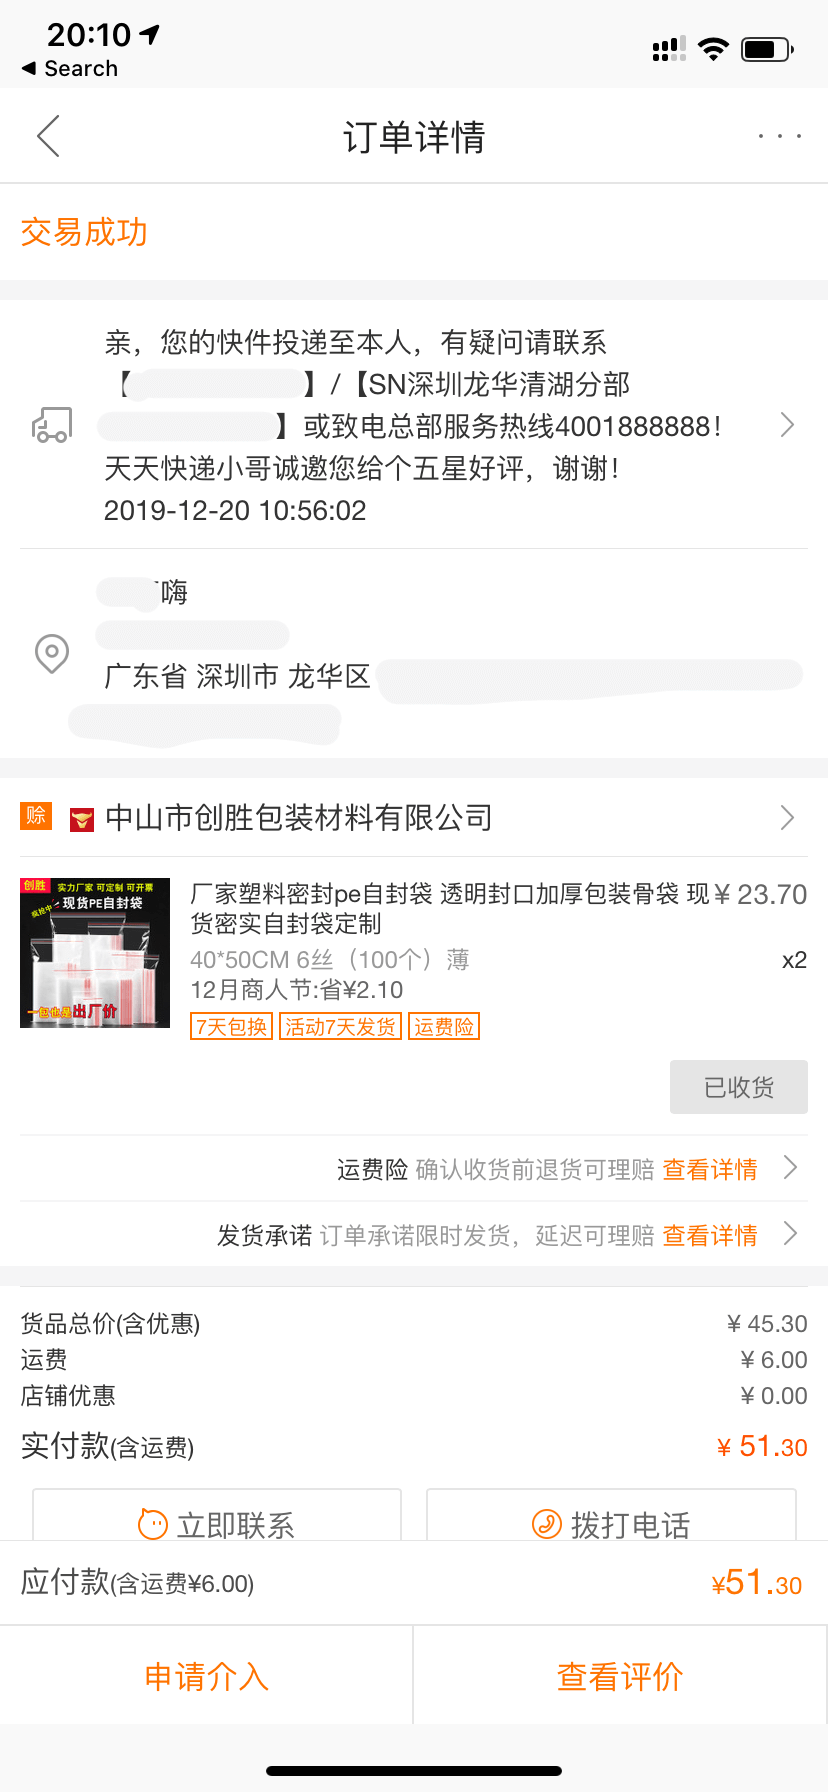 20:10
Search
订单详情
交易成功
亲，您的快件投递至本人，有疑问请联系
【】/【SN深圳龙华清湖分部
】或致电总部服务热线4001888888！
天天快递小哥诚邀您给个五星好评，谢谢！
2019-12-20 10:56:02
嗨
广东省 深圳市 龙华区
赊 中山市创胜包装材料有限公司
创胜 实力厂家 可定制 可开票
疯抢中 现货PE自封袋
一包也是出厂价
厂家塑料密封pe自封袋 透明封口加厚包装骨袋 现 ¥ 23.70
货密实自封袋定制
40*50CM 6丝（100个）薄 x2
12月商人节:省¥2.10
7天包换 活动7天发货 运费险
已收货
运费险 确认收货前退货可理赔 查看详情
发货承诺 订单承诺限时发货，延迟可理赔 查看详情
货品总价(含优惠) ¥ 45.30
运费 ¥ 6.00
店铺优惠 ¥ 0.00
实付款(含运费) ¥ 51.30
立即联系 拨打电话
应付款(含运费¥6.00) ¥51.30
申请介入 查看评价